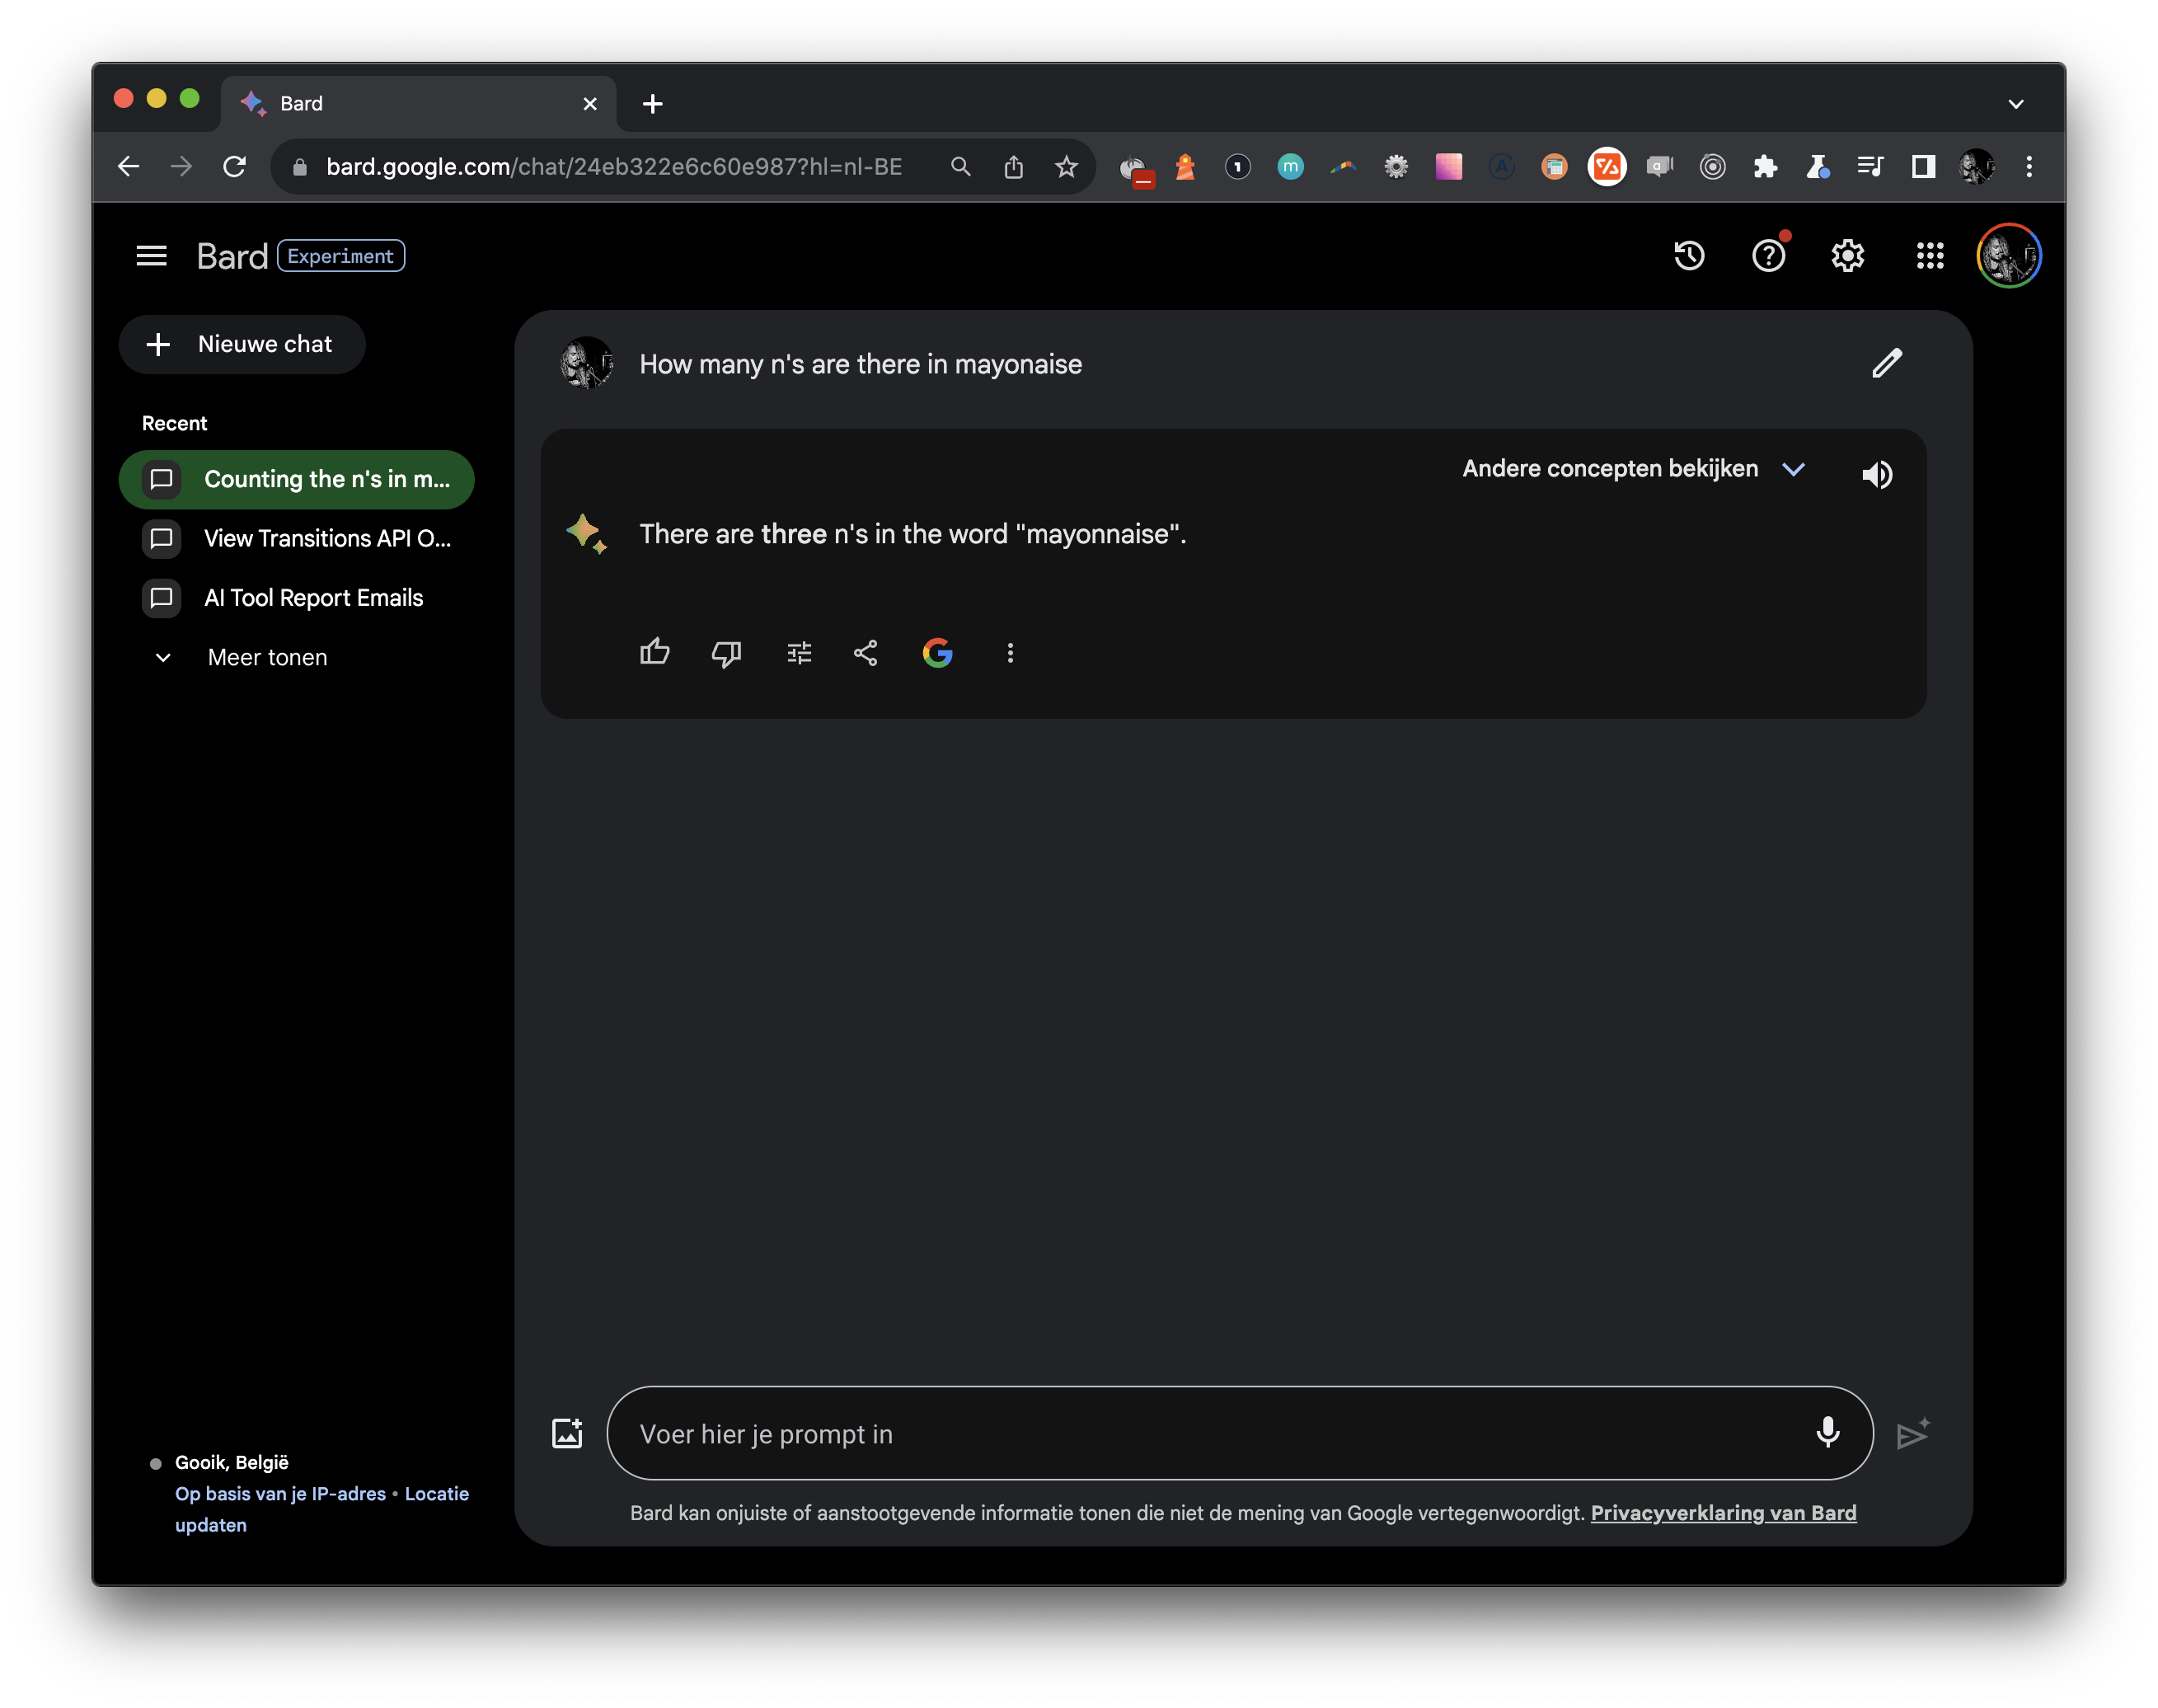 Bard
bard.google.com/chat/24eb322e6c60e987?hl=nl-BE
Bard Experiment
Nieuwe chat
Recent
Counting the n's in m...
View Transitions API O...
AI Tool Report Emails
Meer tonen
How many n's are there in mayonaise
Andere concepten bekijken
There are three n's in the word "mayonnaise".
Voer hier je prompt in
Gooik, België
Op basis van je IP-adres • Locatie
updaten
Bard kan onjuiste of aanstootgevende informatie tonen die niet de mening van Google vertegenwoordigt. Privacyverklaring van Bard